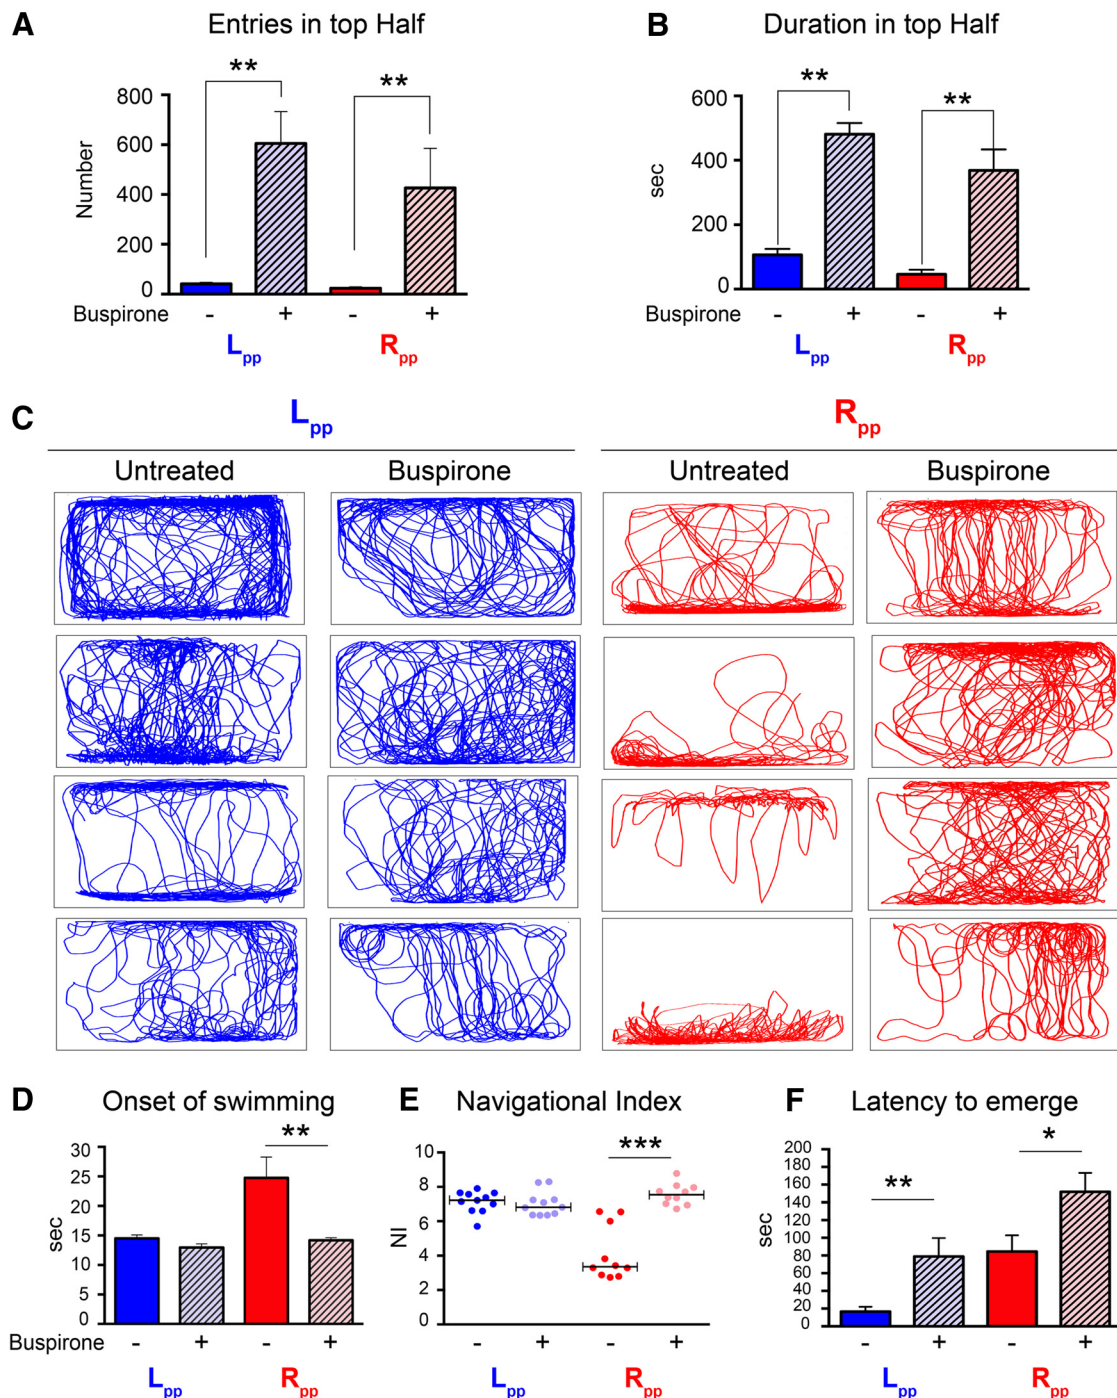 A Entries in top Half
** **
800
600
400
200
0
Number
Buspirone - + - +
Lpp Rpp
B Duration in top Half
** **
600
400
200
0
sec
Buspirone - + - +
Lpp Rpp
C Lpp Rpp
Untreated Buspirone Untreated Buspirone
D Onset of swimming
**
30
25
20
15
10
5
0
sec
Buspirone - + - +
Lpp Rpp
E Navigational Index
***
10
8
6
4
2
0
NI
- + - +
Lpp Rpp
F Latency to emerge
** *
200
180
160
140
120
100
80
60
40
20
0
sec
- + - +
Lpp Rpp